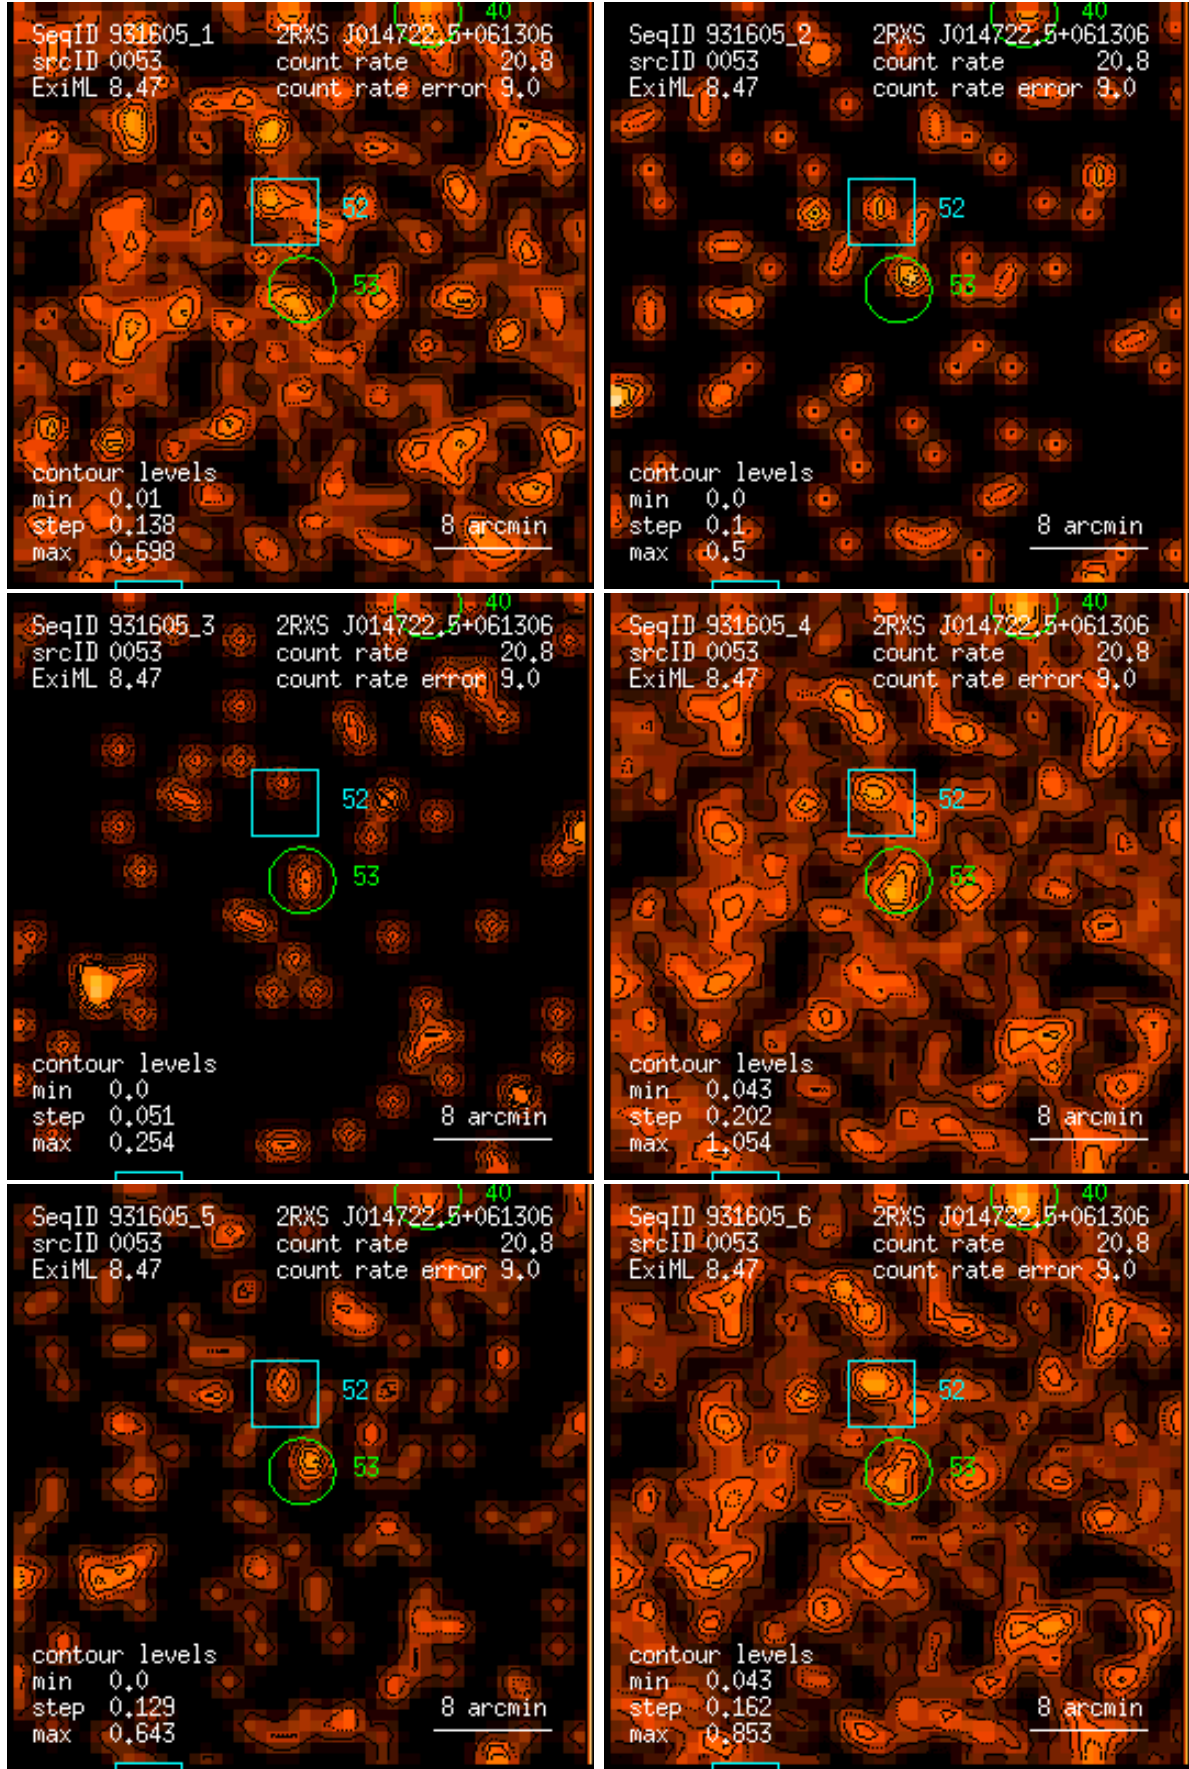 40
SeqID 931605_1 2RXS J014722.5+061306
srcID 0053 count rate 20.8
ExiML 8.47 count rate error 9.0
52
53
contour levels
min 0.01
step 0.138 8 arcmin
max 0.698
40
SeqID 931605_2 2RXS J014722.5+061306
srcID 0053 count rate 20.8
ExiML 8.47 count rate error 9.0
52
53
contour levels
min 0.0
step 0.1 8 arcmin
max 0.5
40
SeqID 931605_3 2RXS J014722.5+061306
srcID 0053 count rate 20.8
ExiML 8.47 count rate error 9.0
52
53
contour levels
min 0.0
step 0.051 8 arcmin
max 0.254
40
SeqID 931605_4 2RXS J014722.5+061306
srcID 0053 count rate 20.8
ExiML 8.47 count rate error 9.0
52
53
contour levels
min 0.043
step 0.202 8 arcmin
max 1.054
40
SeqID 931605_5 2RXS J014722.5+061306
srcID 0053 count rate 20.8
ExiML 8.47 count rate error 9.0
52
53
contour levels
min 0.0
step 0.129 8 arcmin
max 0.643
40
SeqID 931605_6 2RXS J014722.5+061306
srcID 0053 count rate 20.8
ExiML 8.47 count rate error 9.0
52
53
contour levels
min 0.043
step 0.162 8 arcmin
max 0.853